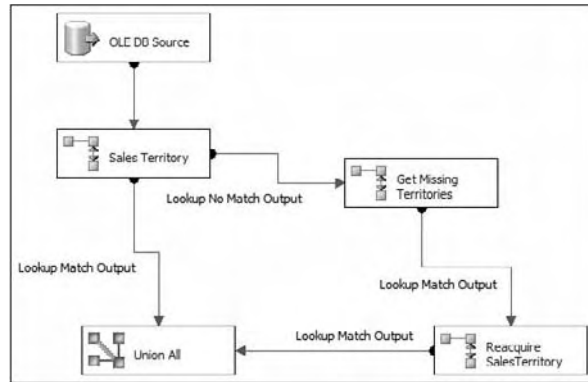 OLE DB Source
Sales Territory
Lookup No Match Output
Get Missing
Territories
Lookup Match Output
Lookup Match Output
Lookup Match Output
Union All
Reacquire
SalesTerritory